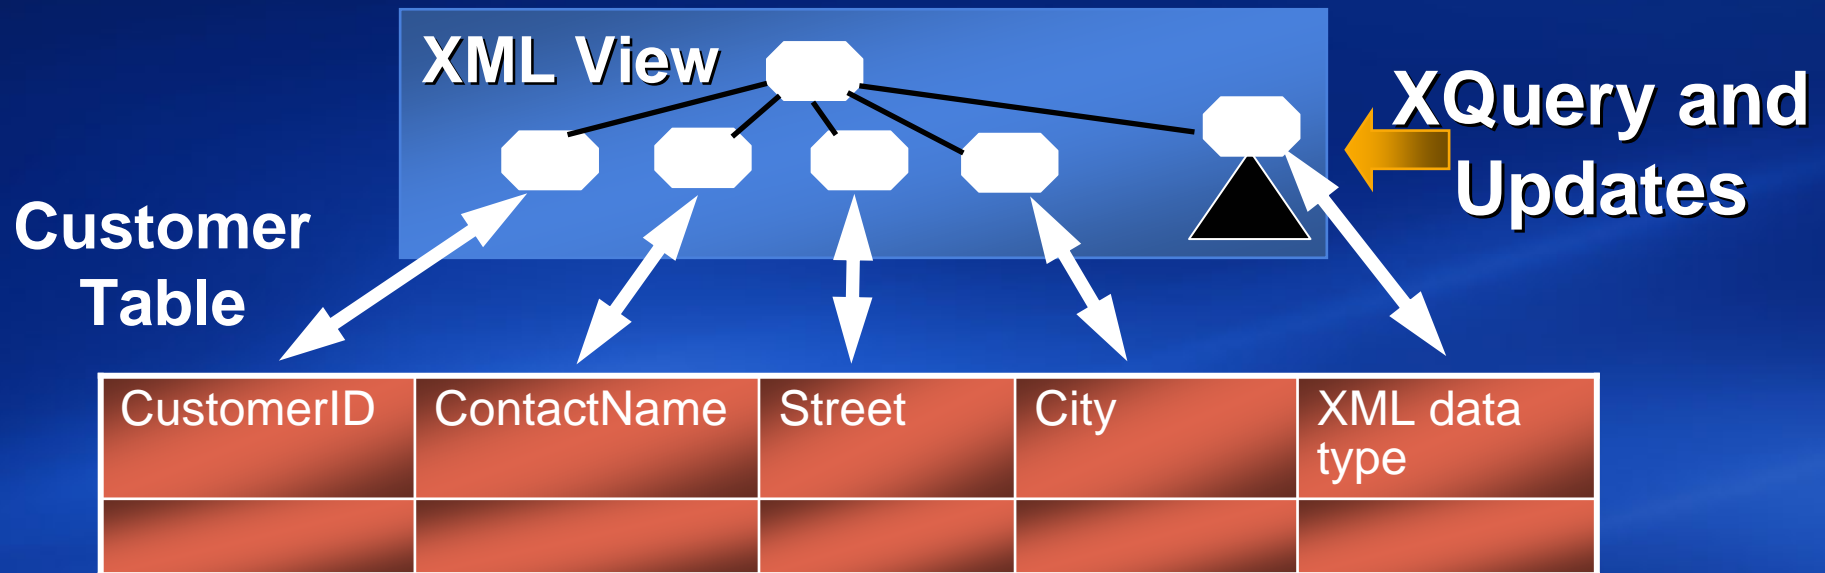 XML View
XQuery and
Updates
Customer
Table
CustomerID
ContactName
Street
City
XML data
type